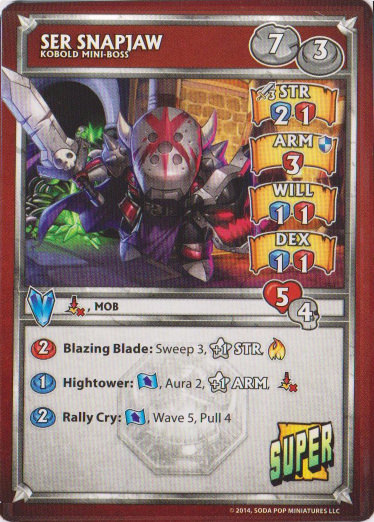 SER SNAPJAW
KOBOLD MINI-BOSS
7 3
3 STR
2 1
ARM
3
WILL
1 1
DEX
1 1
5
4
, MOB
2 Blazing Blade: Sweep 3, +1 STR,
1 Hightower: , Aura 2, +1 ARM,
2 Rally Cry: , Wave 5, Pull 4
SUPER
© 2014, SODA POP MINIATURES LLC